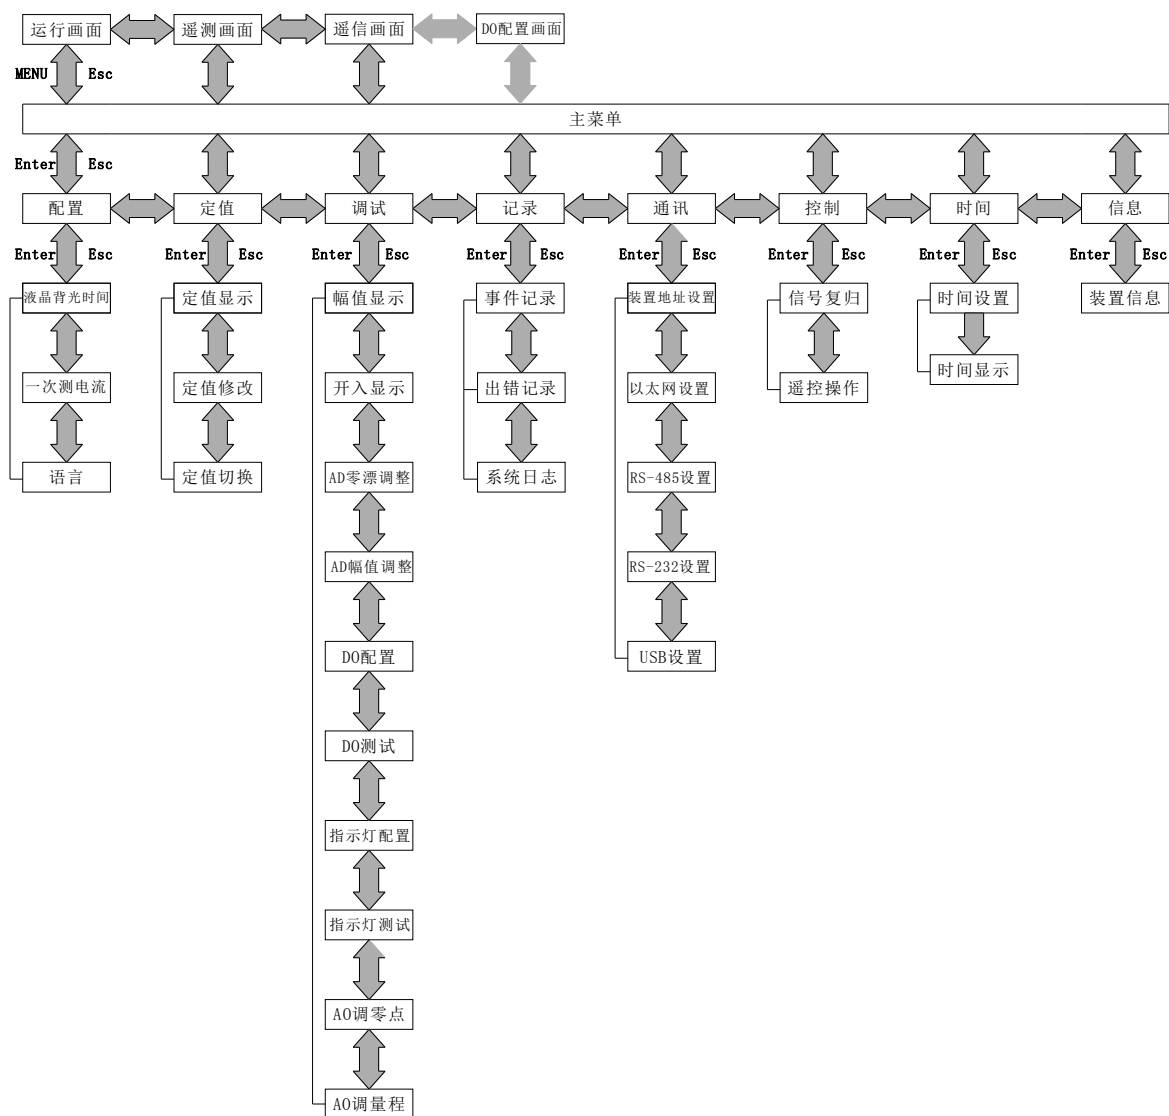 运行画面 遥测画面 遥信画面 DO配置画面
MENU Esc
主菜单
Enter Esc
配置 定值 调试 记录 通讯 控制 时间 信息
Enter Esc Enter Esc Enter Esc Enter Esc Enter Esc Enter Esc Enter Esc Enter Esc
液晶背光时间 定值显示 幅值显示 事件记录 装置地址设置 信号复归 时间设置 装置信息
时间显示
一次测电流 定值修改 开入显示 出错记录 以太网设置 遥控操作
语言 定值切换 AD零漂调整 系统日志 RS-485设置
AD幅值调整 RS-232设置
DO配置 USB设置
DO测试
指示灯配置
指示灯测试
AO调零点
AO调量程